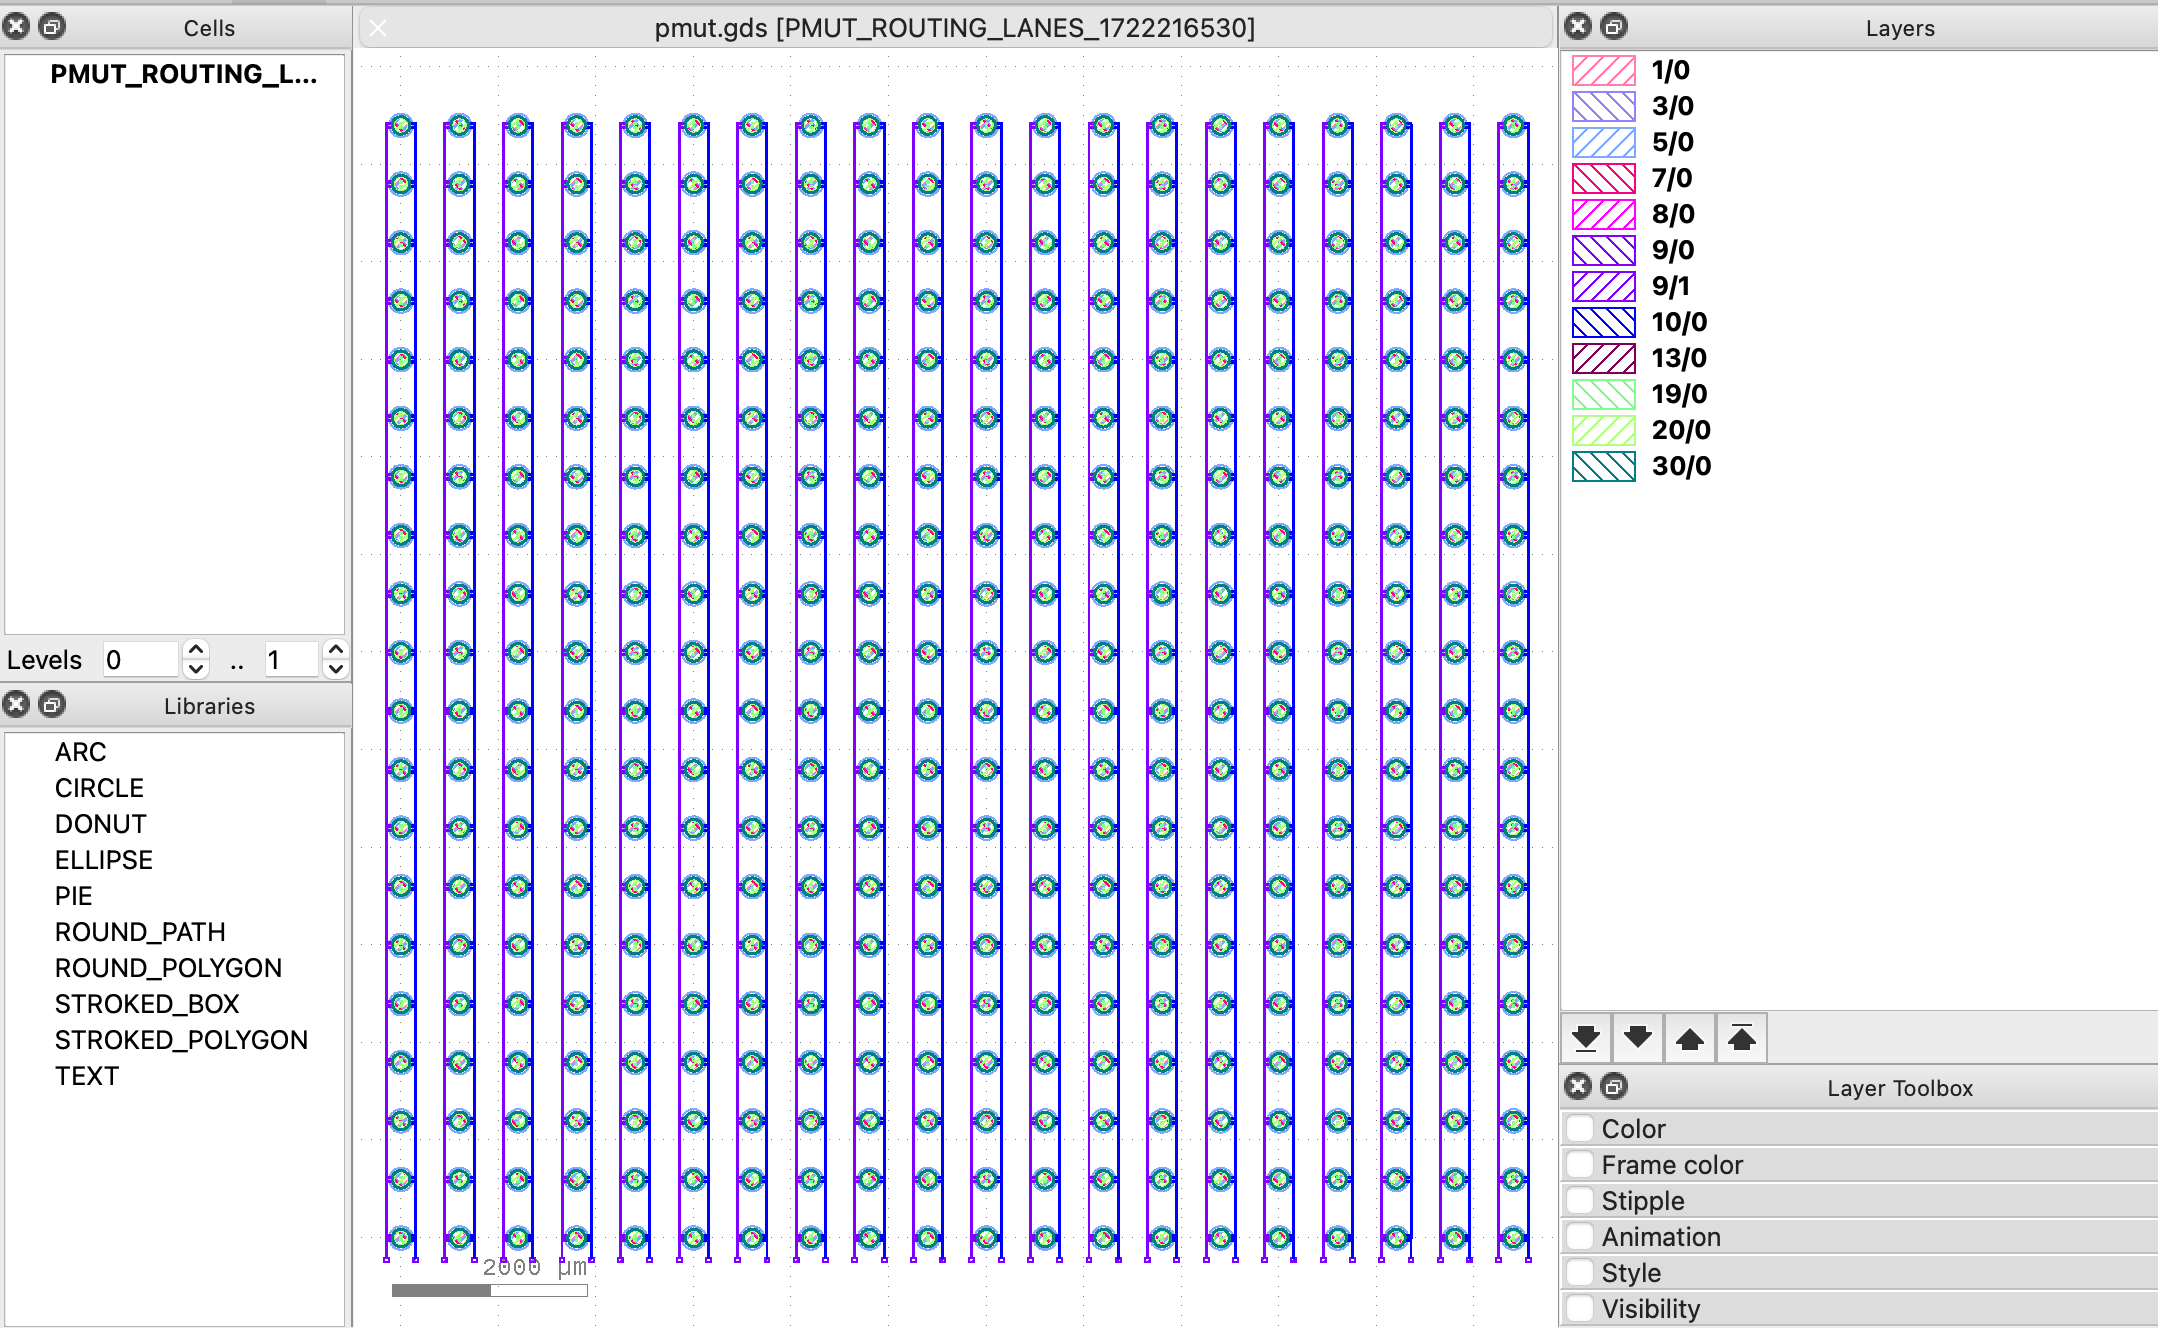 Cells
PMUT_ROUTING_L...
Levels 0 .. 1
Libraries
ARC
CIRCLE
DONUT
ELLIPSE
PIE
ROUND_PATH
ROUND_POLYGON
STROKED_BOX
STROKED_POLYGON
TEXT
pmut.gds [PMUT_ROUTING_LANES_1722216530]
2000 µm
Layers
1/0
3/0
5/0
7/0
8/0
9/0
9/1
10/0
13/0
19/0
20/0
30/0
Layer Toolbox
Color
Frame color
Stipple
Animation
Style
Visibility